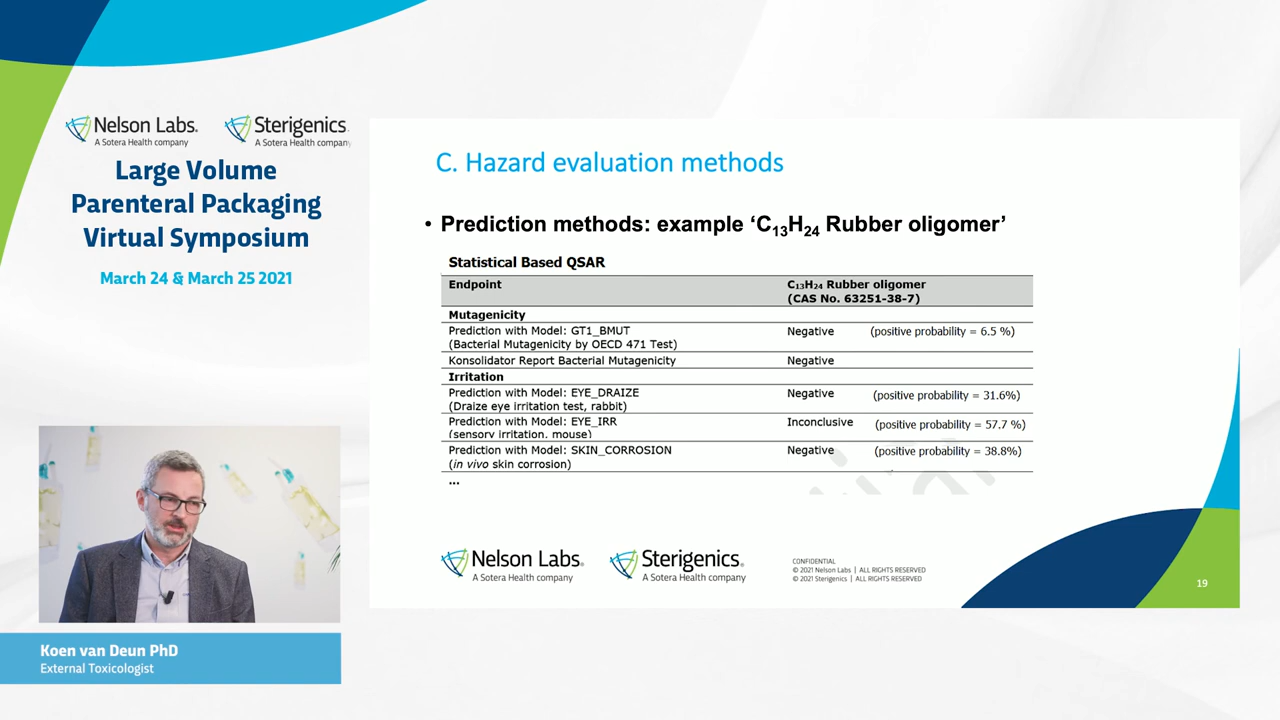 Nelson Labs®
A Sotera Health company
Sterigenics
A Sotera Health company
Large Volume
Parenteral Packaging
Virtual Symposium
March 24 & March 25 2021
C. Hazard evaluation methods
• Prediction methods: example ‘C₁₃H₂₄ Rubber oligomer’
Statistical Based QSAR
Endpoint C₁₃H₂₄ Rubber oligomer
(CAS No. 63251-38-7)
Mutagenicity
Prediction with Model: GT1_BMUT Negative (positive probability = 6.5 %)
(Bacterial Mutagenicity by OECD 471 Test)
Konsolidator Report Bacterial Mutagenicity Negative
Irritation
Prediction with Model: EYE_DRAIZE Negative (positive probability = 31.6%)
(Draize eye irritation test, rabbit)
Prediction with Model: EYE_IRR Inconclusive (positive probability = 57.7 %)
(sensory irritation, mouse)
Prediction with Model: SKIN_CORROSION Negative (positive probability = 38.8%)
(in vivo skin corrosion)
...
Nelson Labs®
A Sotera Health company
Sterigenics®
A Sotera Health company
CONFIDENTIAL
© 2021 Nelson Labs | ALL RIGHTS RESERVED
© 2021 Sterigenics | ALL RIGHTS RESERVED
19
Koen van Deun PhD
External Toxicologist